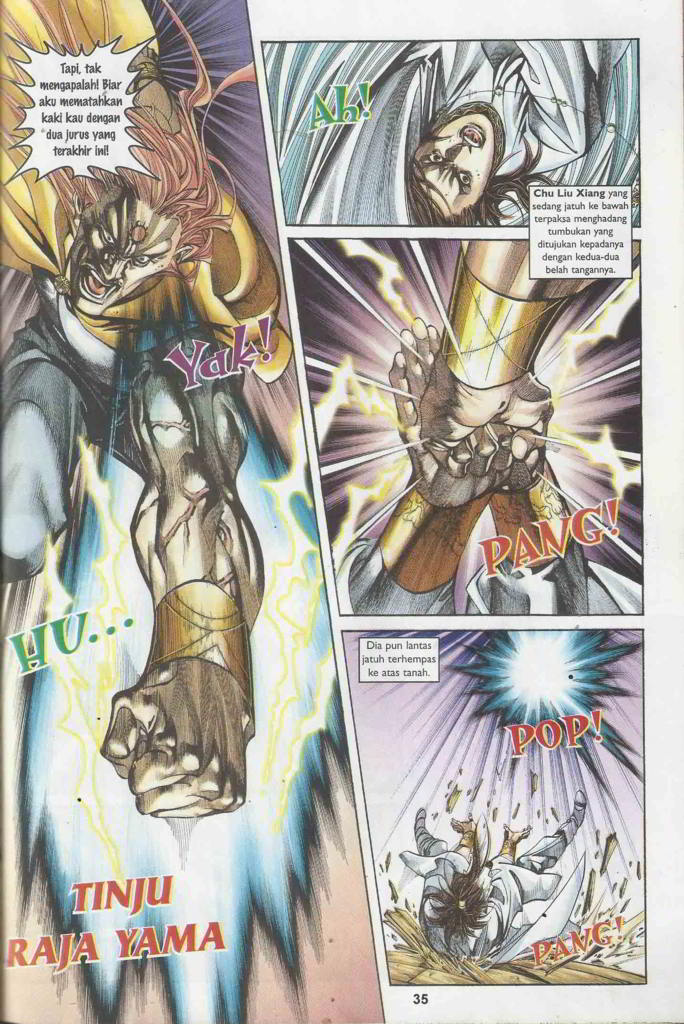 Tapi, tak
mengapalah! Biar
aku mematahkan
kaki kau dengan
dua jurus yang
terakhir ini!
Yak!
HU...
TINJU
RAJA YAMA
Ah!
Chu Liu Xiang yang
sedang jatuh ke bawah
terpaksa menghadang
tumbukan yang
ditujukan kepadanya
dengan kedua-dua
belah tangannya.
PANG!
Dia pun lantas
jatuh terhempas
ke atas tanah.
POP!
PANG!
35